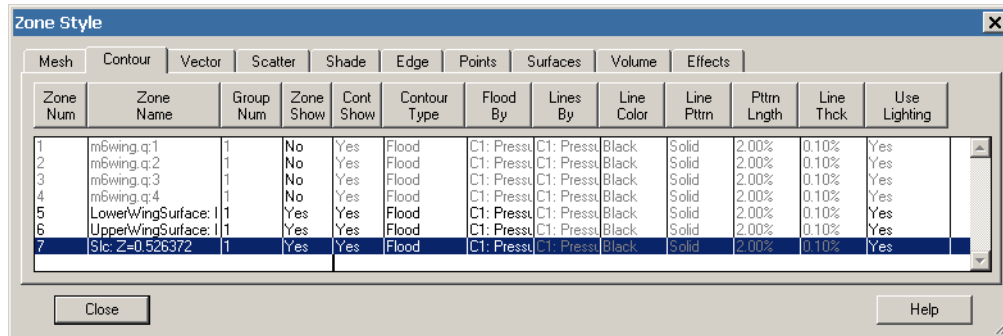 Zone Style
Mesh Contour Vector Scatter Shade Edge Points Surfaces Volume Effects
Zone Num Zone Name Group Num Zone Show Cont Show Contour Type Flood By Lines By Line Color Line Pttrn Pttrn Lngth Line Thck Use Lighting
1 m6wing.q:1 1 No Yes Flood C1: Pressu C1: Pressu Black Solid 2.00% 0.10% Yes
2 m6wing.q:2 1 No Yes Flood C1: Pressu C1: Pressu Black Solid 2.00% 0.10% Yes
3 m6wing.q:3 1 No Yes Flood C1: Pressu C1: Pressu Black Solid 2.00% 0.10% Yes
4 m6wing.q:4 1 No Yes Flood C1: Pressu C1: Pressu Black Solid 2.00% 0.10% Yes
5 LowerWingSurface: I 1 Yes Yes Flood C1: Pressu C1: Pressu Black Solid 2.00% 0.10% Yes
6 UpperWingSurface: I 1 Yes Yes Flood C1: Pressu C1: Pressu Black Solid 2.00% 0.10% Yes
7 Slc: Z=0.526372 1 Yes Yes Flood C1: Pressu C1: Pressu Black Solid 2.00% 0.10% Yes
Close Help